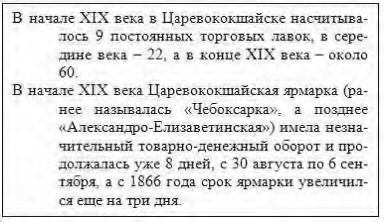 В начале XIX века в Царевококшайске насчитыва-
лось 9 постоянных торговых лавок, в сере-
дине века – 22, а в конце XIX века – около
60.
В начале XIX века Царевококшайская ярмарка (ра-
нее называлась «Чебоксарка», а позднее
«Александро-Елизаветинская») имела незна-
чительный товарно-денежный оборот и про-
должалась уже 8 дней, с 30 августа по 6 сен-
тября, а с 1866 года срок ярмарки увеличил-
ся еще на три дня.